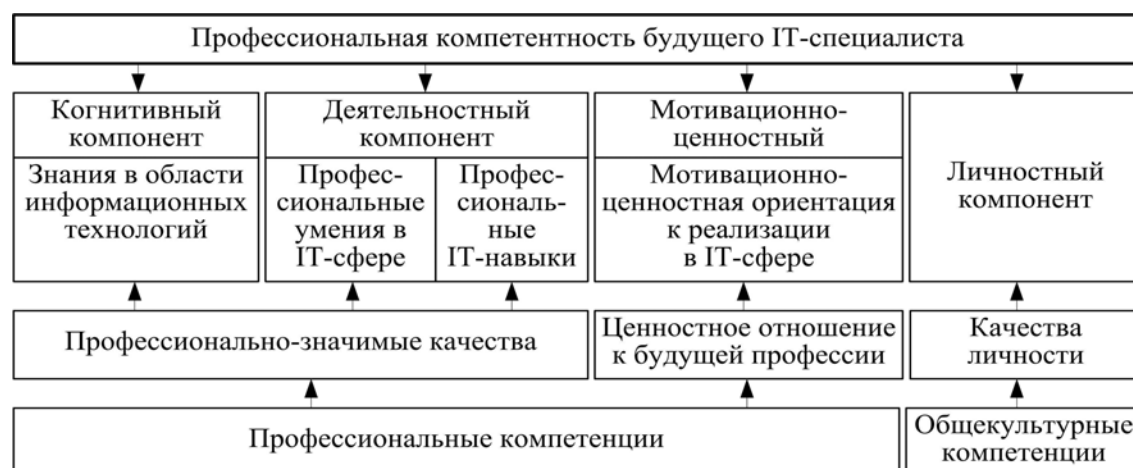 Профессиональная компетентность будущего IT-специалиста
Когнитивный
компонент
Знания в области
информационных
технологий
Деятельностный
компонент
Профес-
сиональные
умения в
IT-сфере
Профес-
сиональ-
ные
IT-навыки
Мотивационно-
ценностный
Мотивационно-
ценностная ориентация
к реализации
в IT-сфере
Личностный
компонент
Профессионально-значимые качества
Ценностное отношение
к будущей профессии
Качества
личности
Профессиональные компетенции
Общекультурные
компетенции